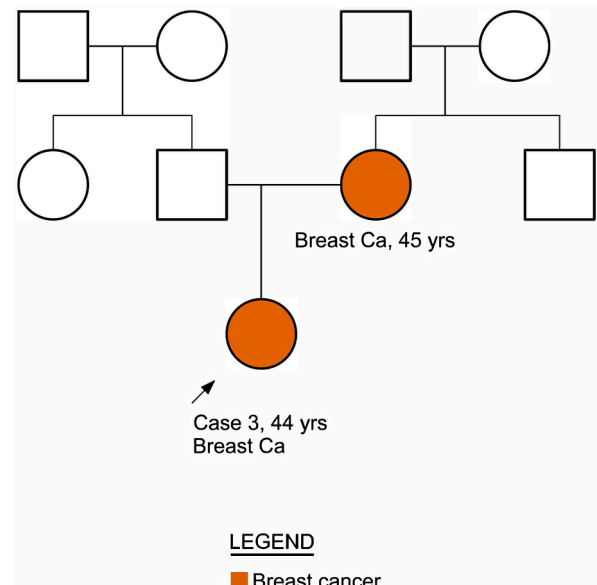 Breast Ca, 45 yrs
Case 3, 44 yrs
Breast Ca
LEGEND
Breast cancer